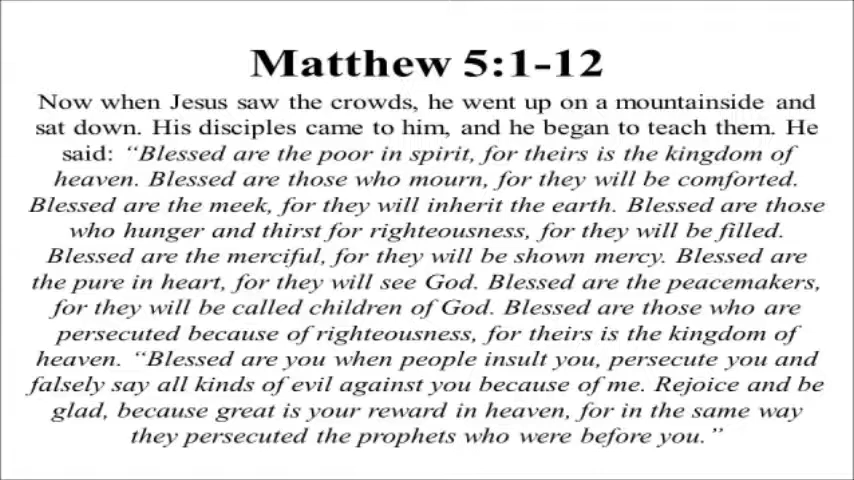 Matthew 5:1-12
Now when Jesus saw the crowds, he went up on a mountainside and
sat down. His disciples came to him, and he began to teach them. He
said: “Blessed are the poor in spirit, for theirs is the kingdom of
heaven. Blessed are those who mourn, for they will be comforted.
Blessed are the meek, for they will inherit the earth. Blessed are those
who hunger and thirst for righteousness, for they will be filled.
Blessed are the merciful, for they will be shown mercy. Blessed are
the pure in heart, for they will see God. Blessed are the peacemakers,
for they will be called children of God. Blessed are those who are
persecuted because of righteousness, for theirs is the kingdom of
heaven. “Blessed are you when people insult you, persecute you and
falsely say all kinds of evil against you because of me. Rejoice and be
glad, because great is your reward in heaven, for in the same way
they persecuted the prophets who were before you.”